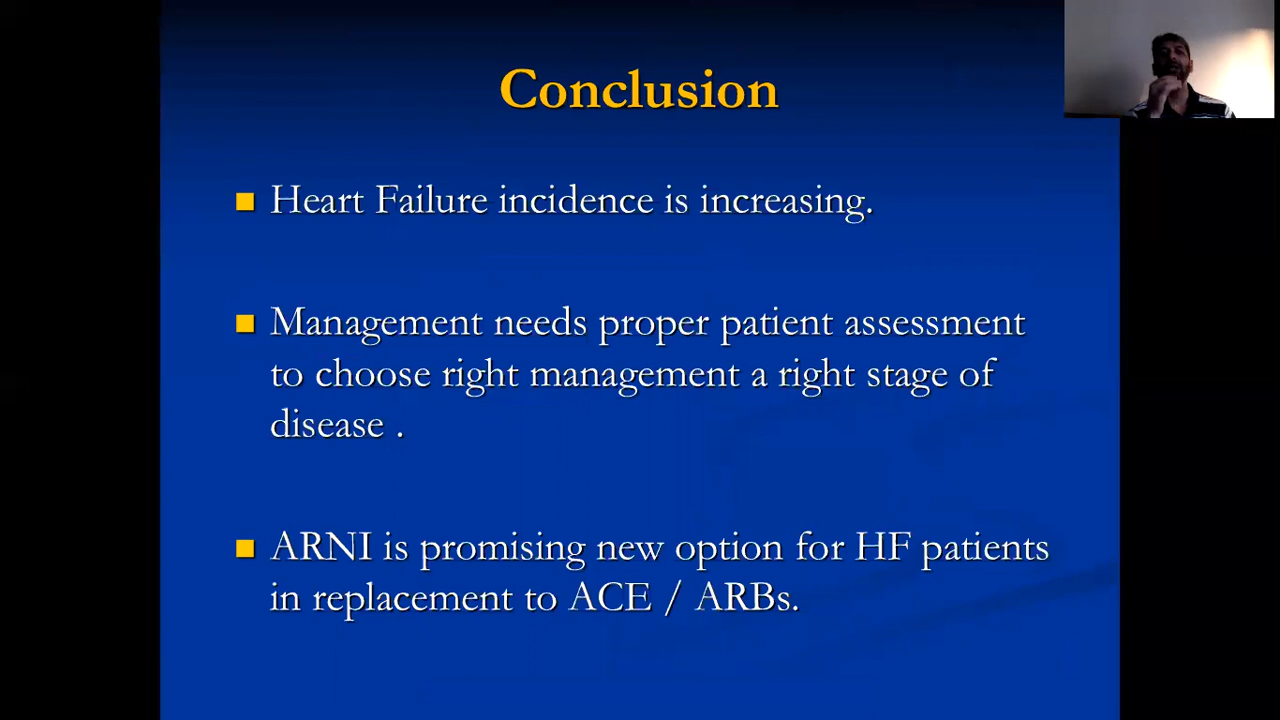 Conclusion
Heart Failure incidence is increasing.
Management needs proper patient assessment
to choose right management a right stage of
disease .
ARNI is promising new option for HF patients
in replacement to ACE / ARBs.